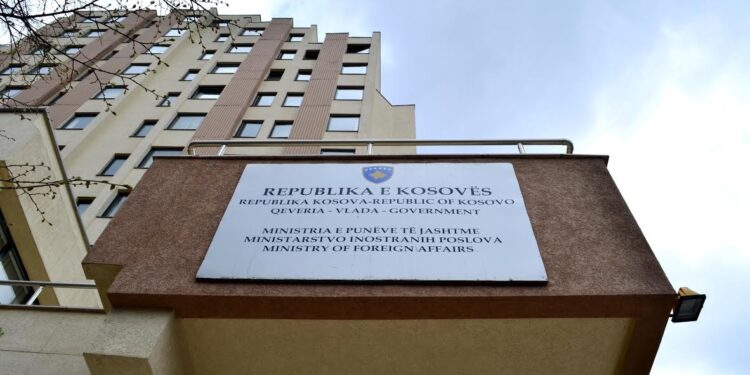 REPUBLIKA E KOSOVËS
REPUBLIKA KOSOVA-REPUBLIC OF KOSOVO
QEVERIA - VLADA - GOVERNMENT
MINISTRIA E PUNËVE TË JASHTME
MINISTARSTVO INOSTRANIH POSLOVA
MINISTRY OF FOREIGN AFFAIRS